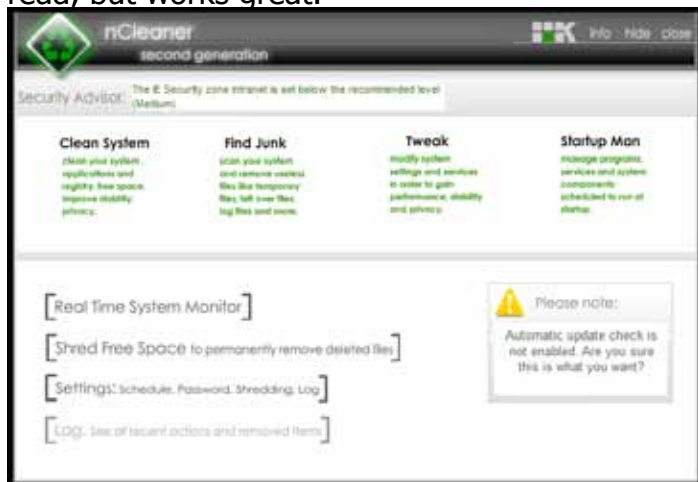 read, but works great.
nCleaner
second generation
info hide close
Security Advisor:
The IE Security zone intranet is set below the recommended level
(Medium)
Clean System
clean your system,
applications and
registry, free space,
improve stability,
privacy.
Find Junk
scan your system
and remove useless
files like temporary
files, left over files,
log files and more.
Tweak
modify system
settings and services
in order to gain
performance, stability
and privacy.
Startup Man
manage programs,
services and system
components
scheduled to run at
startup.
[Real Time System Monitor]
[Shred Free Space to permanently remove deleted files]
[Settings: Schedule, Password, Shredding, Log]
[Log. See all recent actions and removed items]
Please note:
Automatic update check is
not enabled. Are you sure
this is what you want?